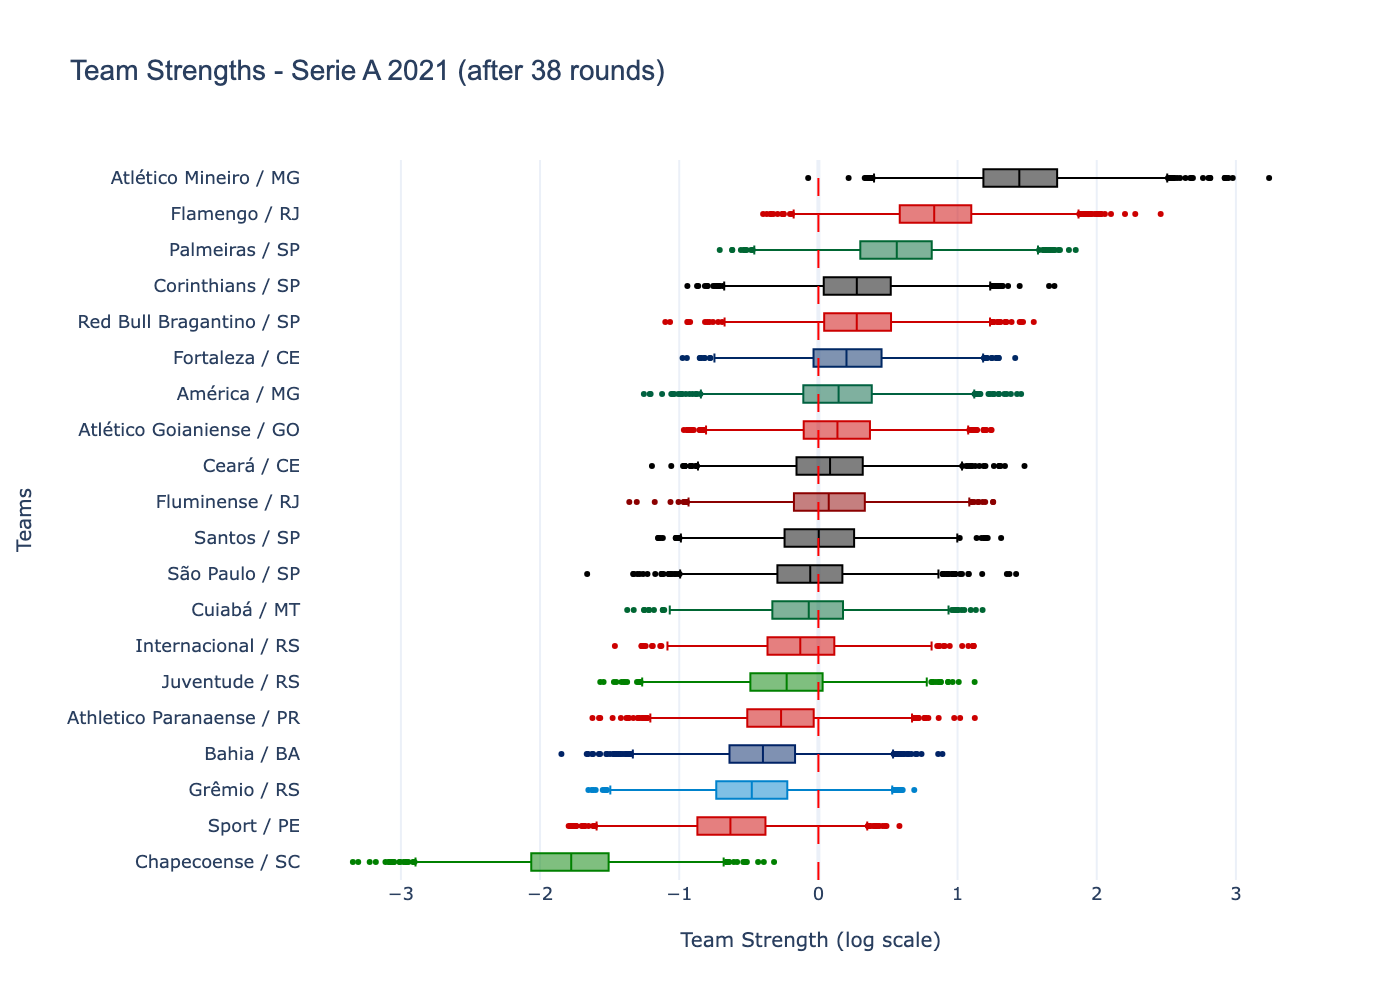 Team Strengths - Serie A 2021 (after 38 rounds)
Teams
Atlético Mineiro / MG
Flamengo / RJ
Palmeiras / SP
Corinthians / SP
Red Bull Bragantino / SP
Fortaleza / CE
América / MG
Atlético Goianiense / GO
Ceará / CE
Fluminense / RJ
Santos / SP
São Paulo / SP
Cuiabá / MT
Internacional / RS
Juventude / RS
Athletico Paranaense / PR
Bahia / BA
Grêmio / RS
Sport / PE
Chapecoense / SC
−3 −2 −1 0 1 2 3
Team Strength (log scale)